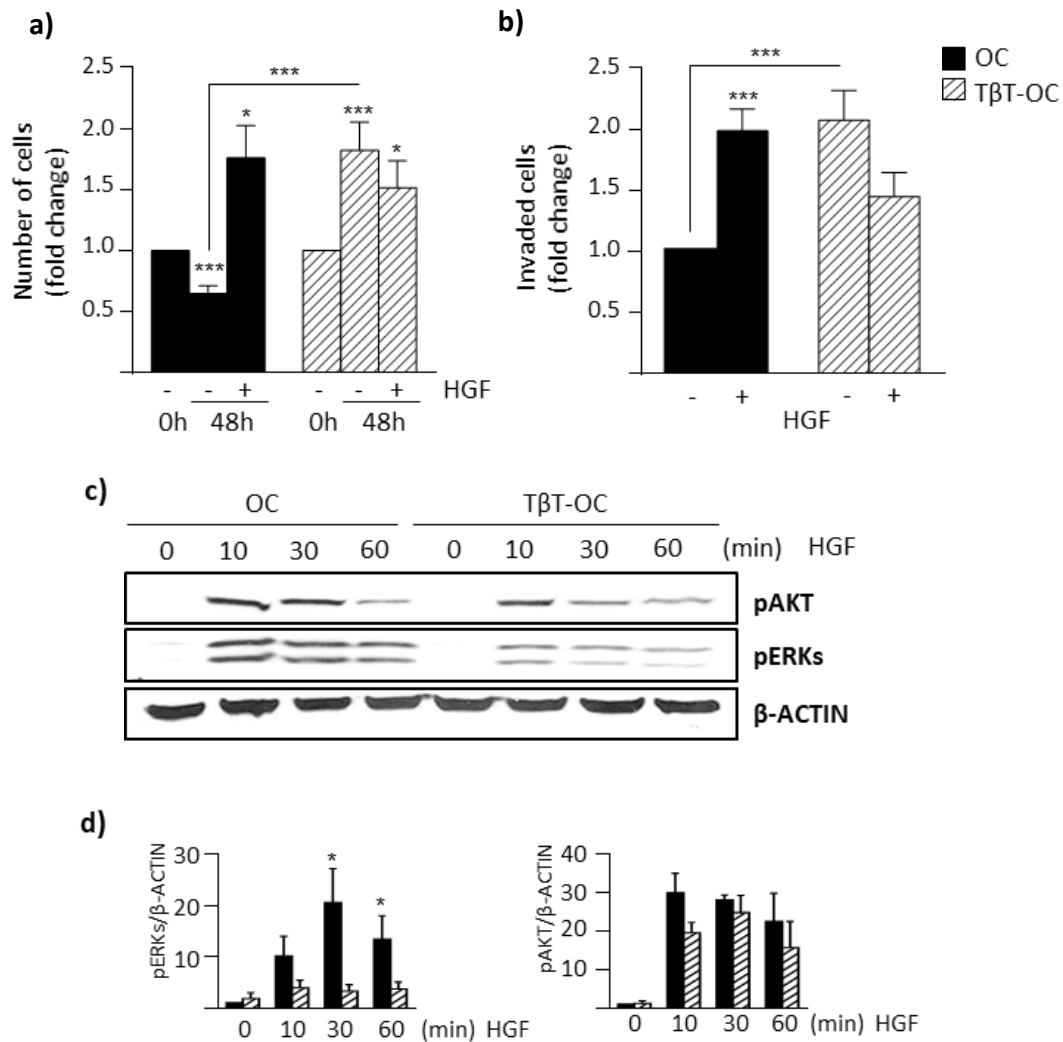 a)
Number of cells
(fold change)
2.5
2.0
1.5
1.0
0.5
***
*
***
***
*
- - + - - + HGF
0h 48h 0h 48h
b)
Invaded cells
(fold change)
2.5
2.0
1.5
1.0
0.5
***
***
- + - +
HGF
OC
TβT-OC
c)
OC TβT-OC
0 10 30 60 0 10 30 60 (min) HGF
pAKT
pERKs
β-ACTIN
d)
pERKs/β-ACTIN
30
20
10
*
*
0 10 30 60 (min) HGF
pAKT/β-ACTIN
40
30
20
10
0 10 30 60 (min) HGF